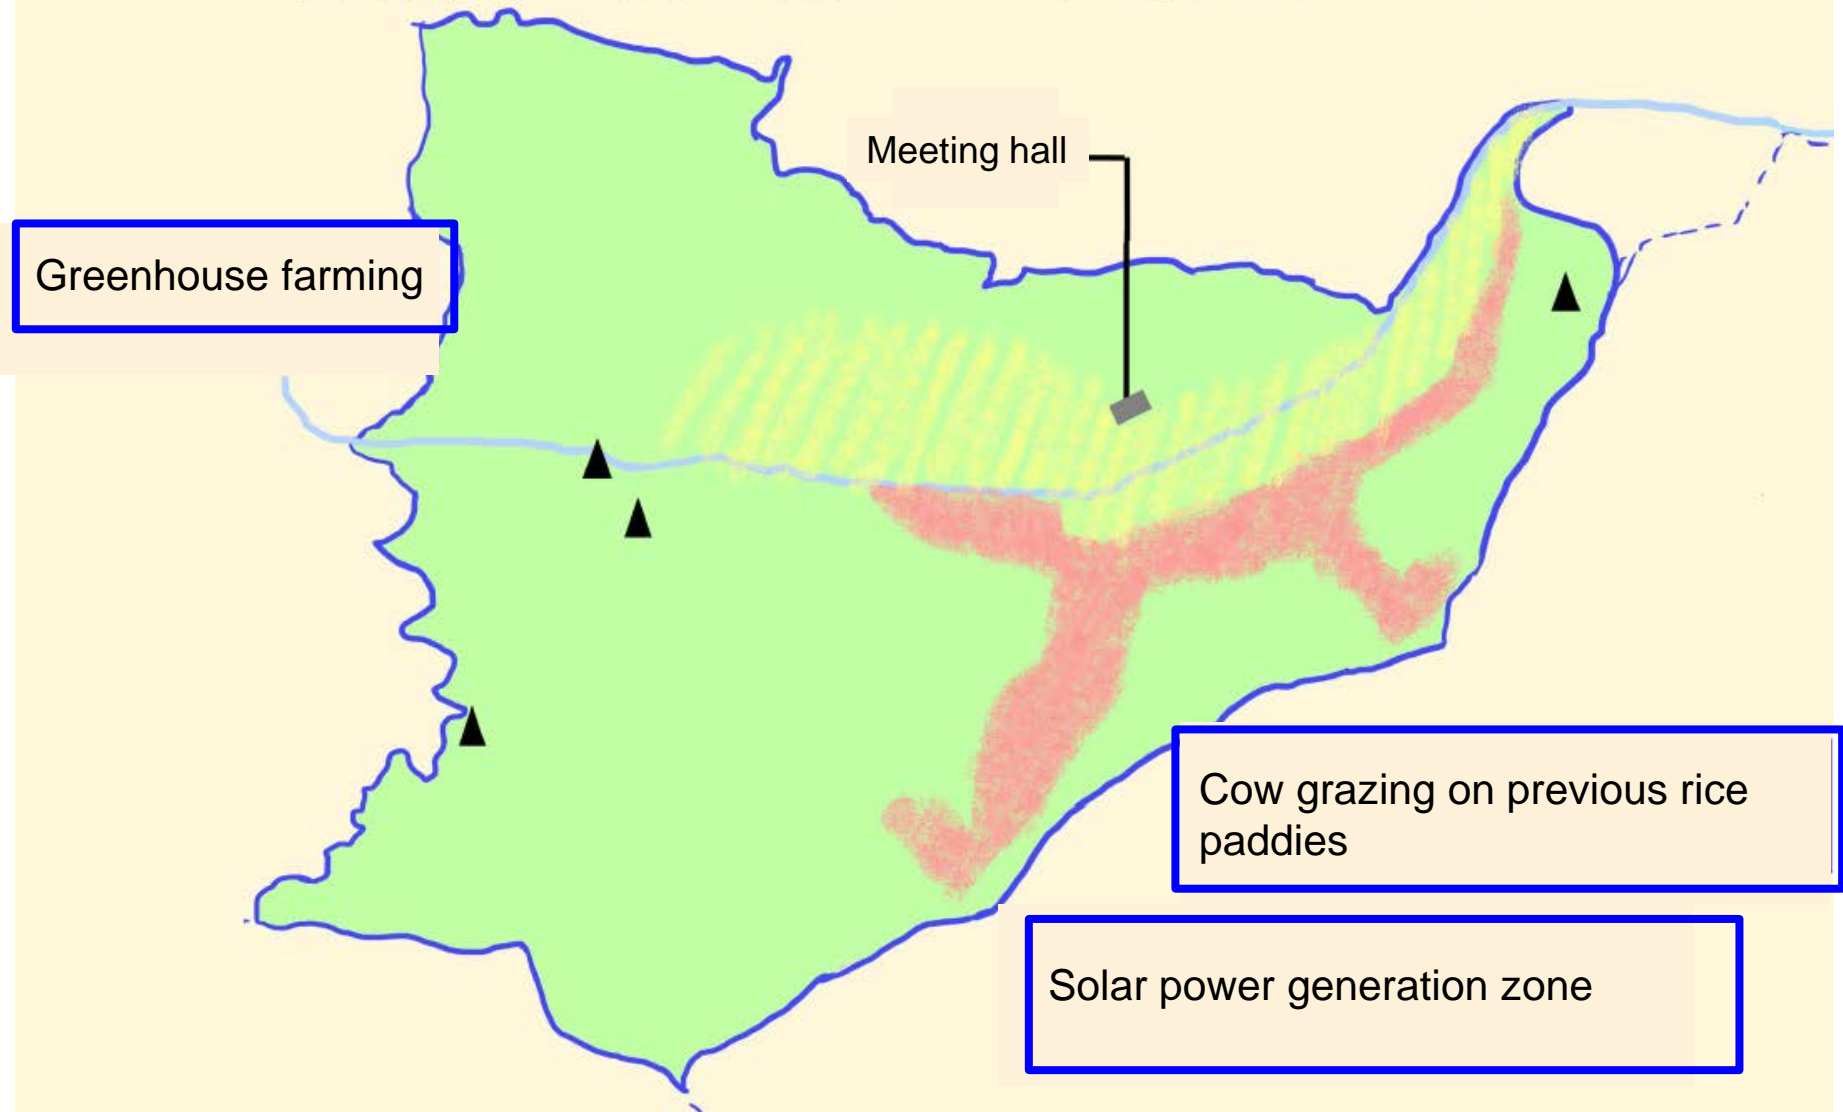 Meeting hall
Greenhouse farming
Cow grazing on previous rice
paddies
Solar power generation zone